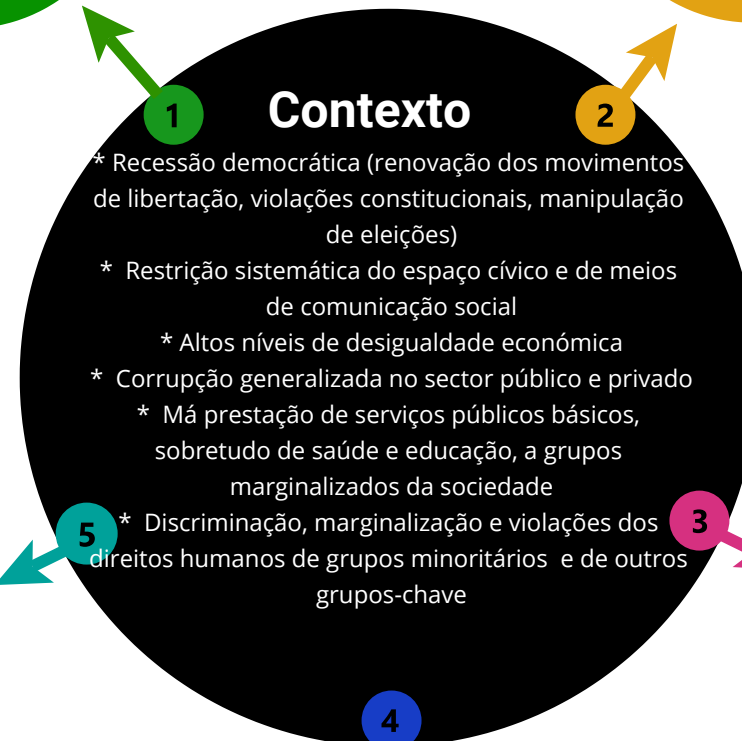 Contexto
1
2
* Recessão democrática (renovação dos movimentos
de libertação, violações constitucionais, manipulação
de eleições)
* Restrição sistemática do espaço cívico e de meios
de comunicação social
* Altos níveis de desigualdade económica
* Corrupção generalizada no sector público e privado
* Má prestação de serviços públicos básicos,
sobretudo de saúde e educação, a grupos
marginalizados da sociedade
* Discriminação, marginalização e violações dos
direitos humanos de grupos minoritários e de outros
grupos-chave
3
5
4